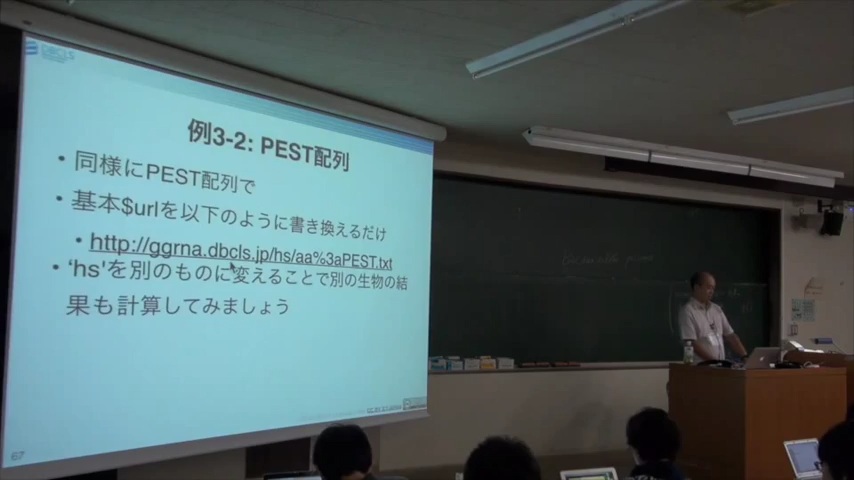 DBCLS
例3-2: PEST配列
• 同様にPEST配列で
• 基本$urlを以下のように書き換えるだけ
• http://ggrna.dbcls.jp/hs/aa%3aPEST.txt
• ‘hs'を別のものに変えることで別の生物の結
果も計算してみましょう
67